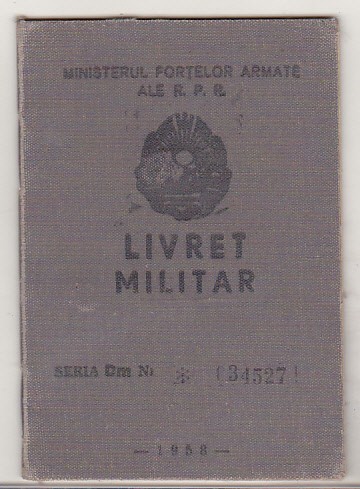 MINISTERUL FORȚELOR ARMATE
ALE R. P. R.
LIVRET
MILITAR
SERIA Dm Nr * (34527)
— 1958 —